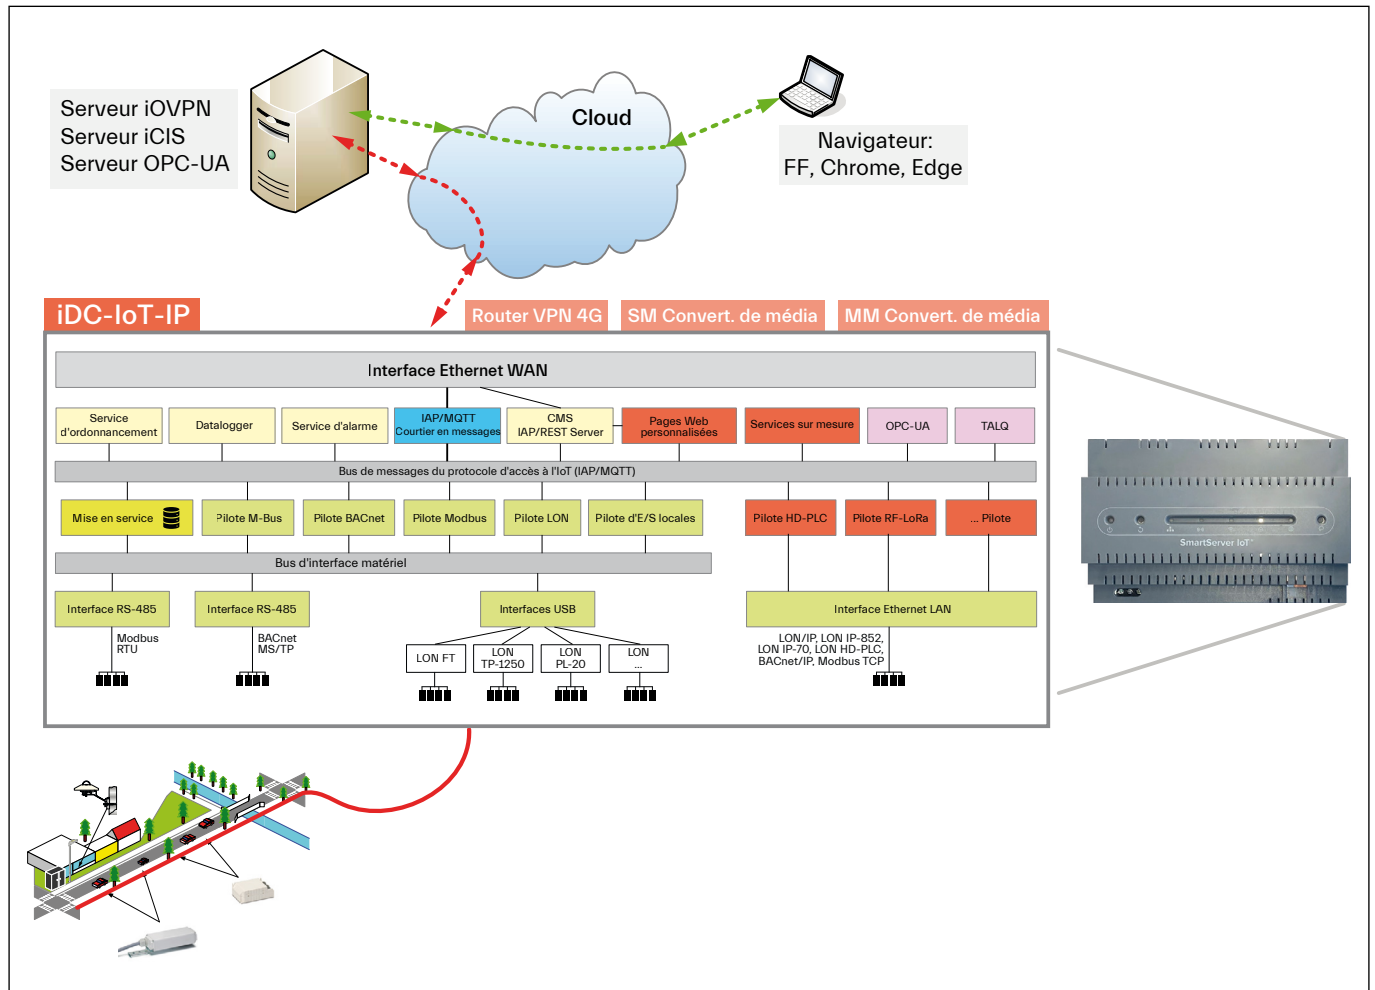 Serveur iOVPN
Serveur iCIS
Serveur OPC-UA
Cloud
Navigateur:
FF, Chrome, Edge
iDC-IoT-IP
Router VPN 4G
SM Convert. de média
MM Convert. de média
Interface Ethernet WAN
Service
d'ordonnancement
Datalogger
Service d'alarme
IAP/MQTT
Courtier en messages
CMS
IAP/REST Server
Pages Web
personnalisées
Services sur mesure
OPC-UA
TALQ
Bus de messages du protocole d'accès à l'IoT (IAP/MQTT)
Mise en service
Pilote M-Bus
Pilote BACnet
Pilote Modbus
Pilote LON
Pilote d'E/S locales
Pilote HD-PLC
Pilote RF-LoRa
... Pilote
Bus d'interface matériel
Interface RS-485
Interface RS-485
Interfaces USB
Interface Ethernet LAN
Modbus
RTU
BACnet
MS/TP
LON FT
LON
TP-1250
LON
PL-20
LON
...
LON/IP, LON IP-852,
LON IP-70, LON HD-PLC,
BACnet/IP, Modbus TCP
SmartServer IoT™